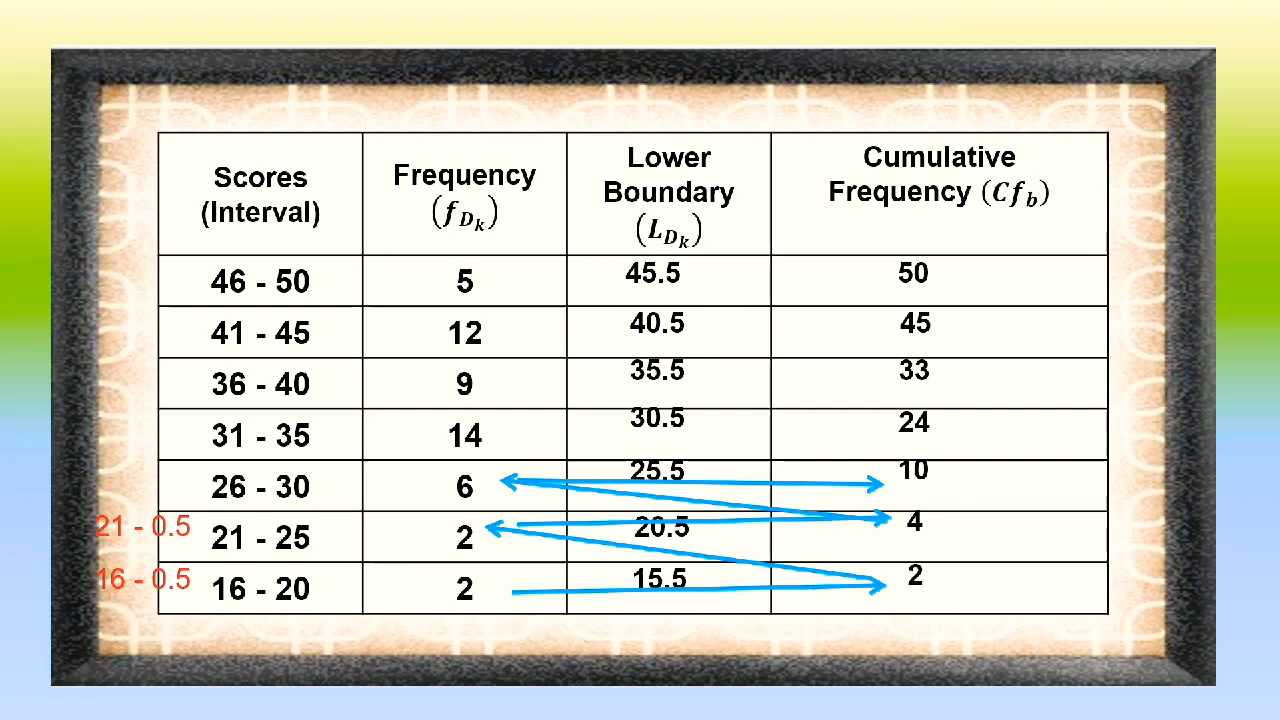 Scores (Interval) Frequency (f_{D_k}) Lower Boundary (L_{D_k}) Cumulative Frequency (Cf_b)
46 - 50 5 45.5 50
41 - 45 12 40.5 45
36 - 40 9 35.5 33
31 - 35 14 30.5 24
26 - 30 6 25.5 10
21 - 0.5 21 - 25 2 20.5 4
16 - 0.5 16 - 20 2 15.5 2